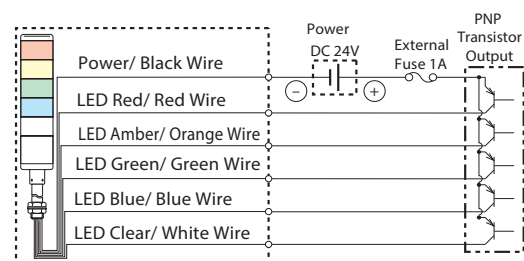 PNP
Transistor
Output
Power
DC 24V
External
Fuse 1A
Power/ Black Wire
− +
LED Red/ Red Wire
LED Amber/ Orange Wire
LED Green/ Green Wire
LED Blue/ Blue Wire
LED Clear/ White Wire